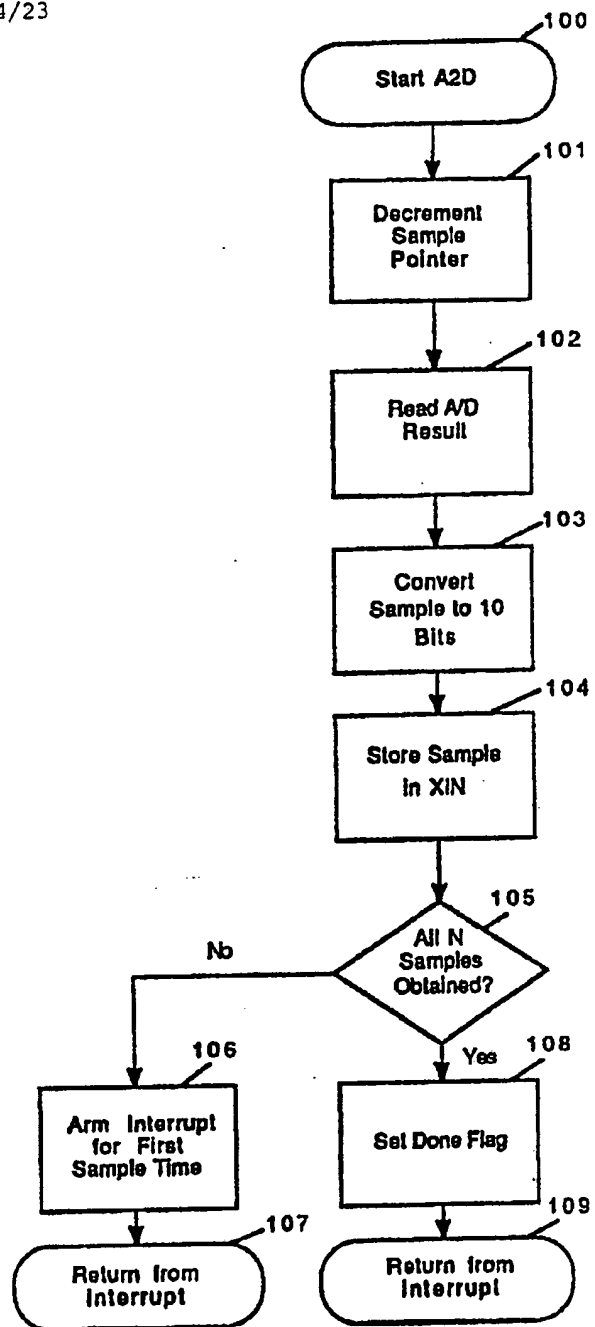 4/23
100
Start A2D
101
Decrement
Sample
Pointer
102
Read A/D
Result
103
Convert
Sample to 10
Bits
104
Store Sample
in XIN
105
All N
Samples
Obtained?
No
Yes
106
Arm Interrupt
for First
Sample Time
108
Set Done Flag
107
Return from
Interrupt
109
Return from
Interrupt